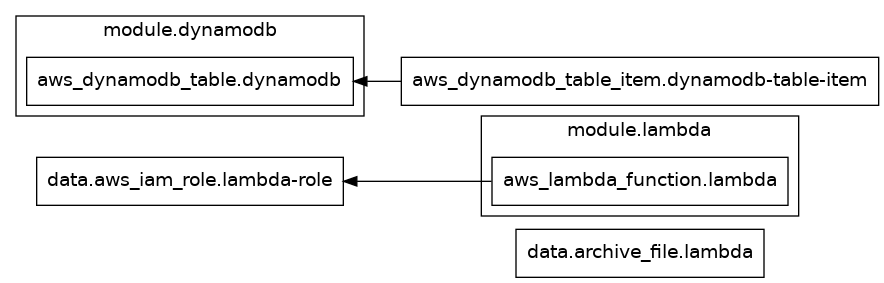 module.dynamodb
aws_dynamodb_table.dynamodb
aws_dynamodb_table_item.dynamodb-table-item
module.lambda
data.aws_iam_role.lambda-role
aws_lambda_function.lambda
data.archive_file.lambda